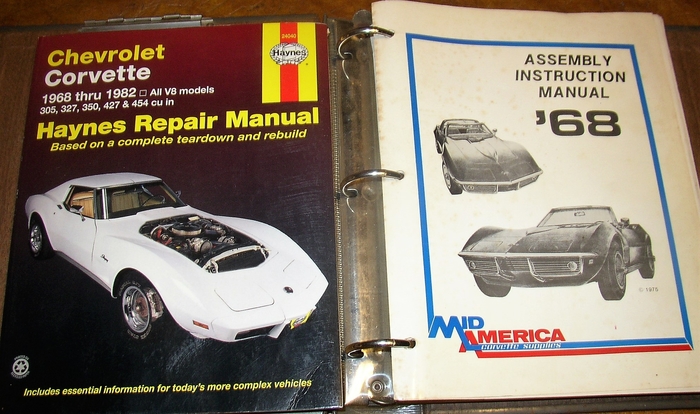 Chevrolet
Corvette
1968 thru 1982 □ All V8 models
305, 327, 350, 427 & 454 cu in
24040
Haynes
Haynes Repair Manual
Based on a complete teardown and rebuild
Includes essential information for today's more complex vehicles
ASSEMBLY
INSTRUCTION
MANUAL
'68
© 1976
MID
AMERICA
corvette supplies